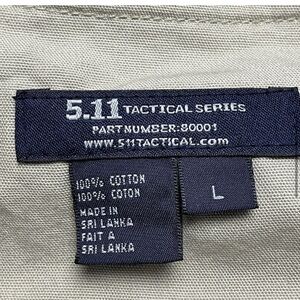 5.11 TACTICAL SERIES
PART NUMBER: 80001
WWW.511TACTICAL.COM
100% COTTON
100% COTON
MADE IN
SRI LANKA
FAIT A
SRI LANKA
L